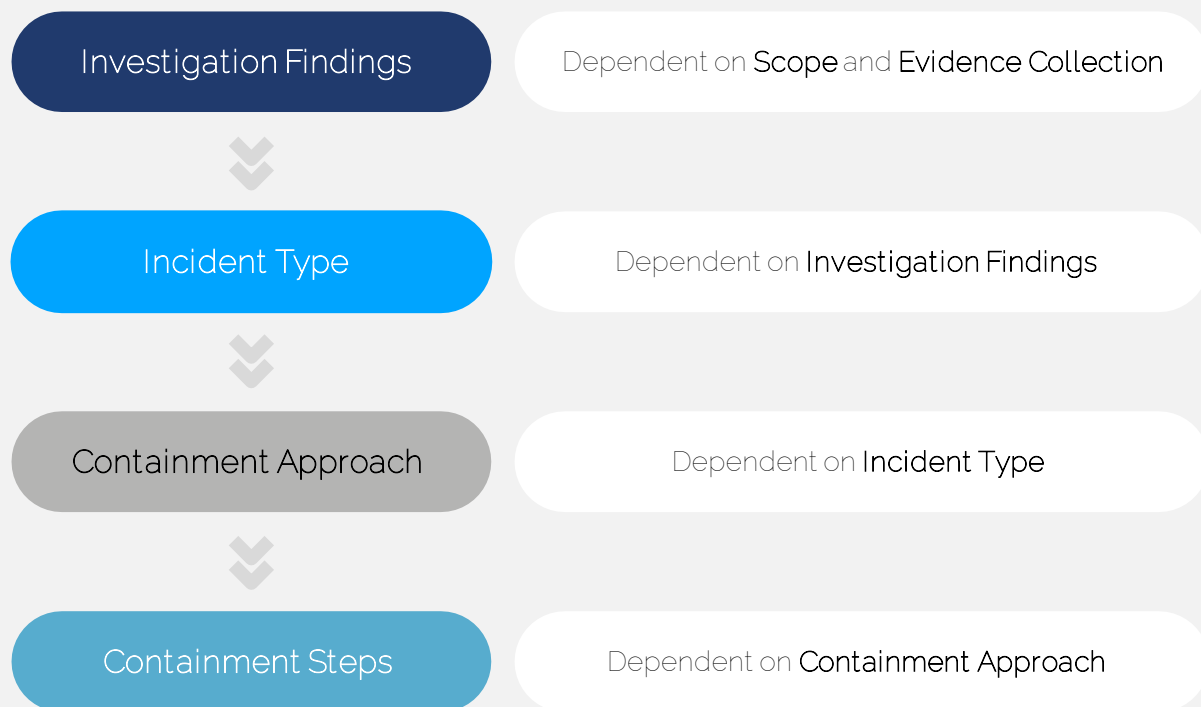 Investigation Findings
Dependent on Scope and Evidence Collection
Incident Type
Dependent on Investigation Findings
Containment Approach
Dependent on Incident Type
Containment Steps
Dependent on Containment Approach